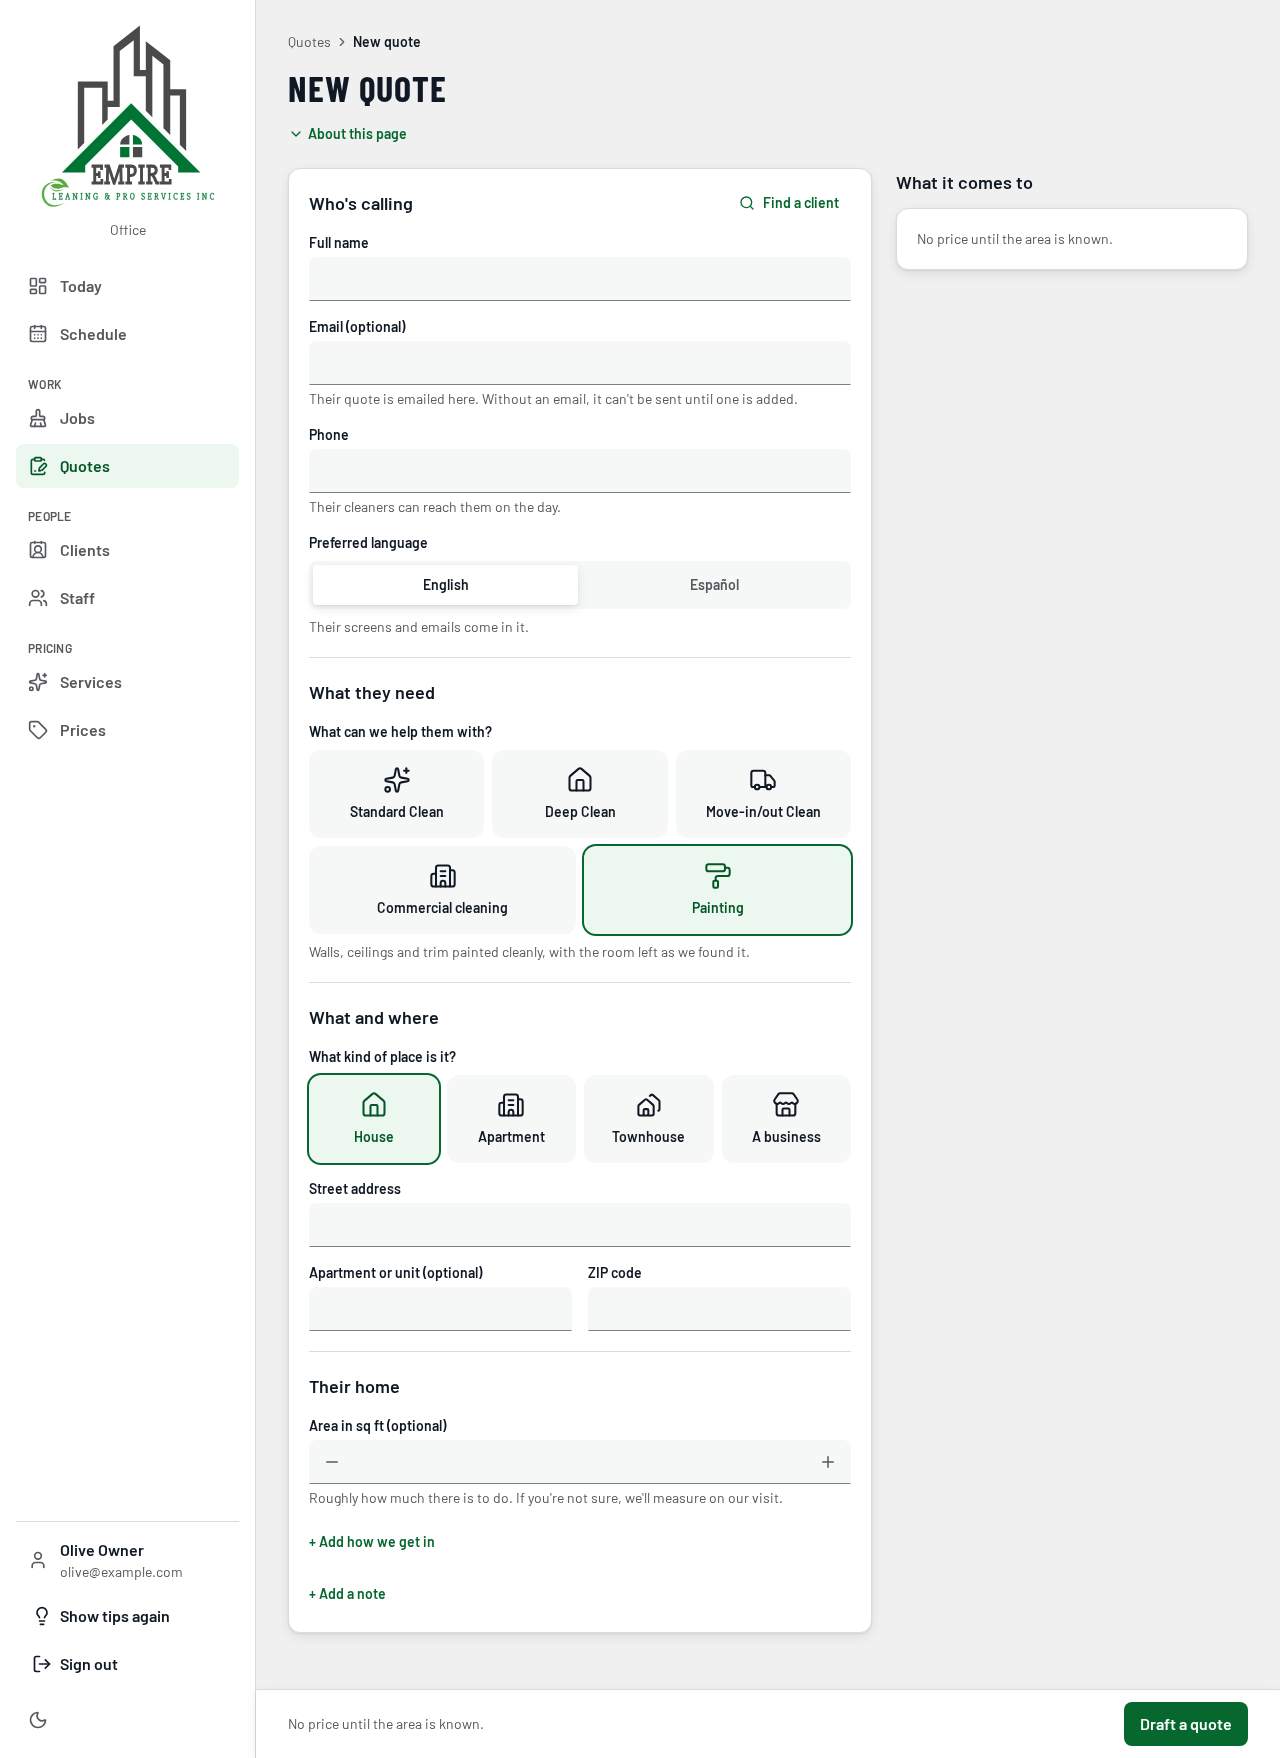 EMPIRE
LEANING & PRO SERVICES INC
Office
Today
Schedule
WORK
Jobs
Quotes
PEOPLE
Clients
Staff
PRICING
Services
Prices
Olive Owner
olive@example.com
Show tips again
Sign out
Quotes > New quote
NEW QUOTE
About this page
Who's calling
Find a client
Full name
Email (optional)
Their quote is emailed here. Without an email, it can't be sent until one is added.
Phone
Their cleaners can reach them on the day.
Preferred language
English Español
Their screens and emails come in it.
What they need
What can we help them with?
Standard Clean Deep Clean Move-in/out Clean
Commercial cleaning Painting
Walls, ceilings and trim painted cleanly, with the room left as we found it.
What and where
What kind of place is it?
House Apartment Townhouse A business
Street address
Apartment or unit (optional) ZIP code
Their home
Area in sq ft (optional)
Roughly how much there is to do. If you're not sure, we'll measure on our visit.
+ Add how we get in
+ Add a note
What it comes to
No price until the area is known.
No price until the area is known.
Draft a quote